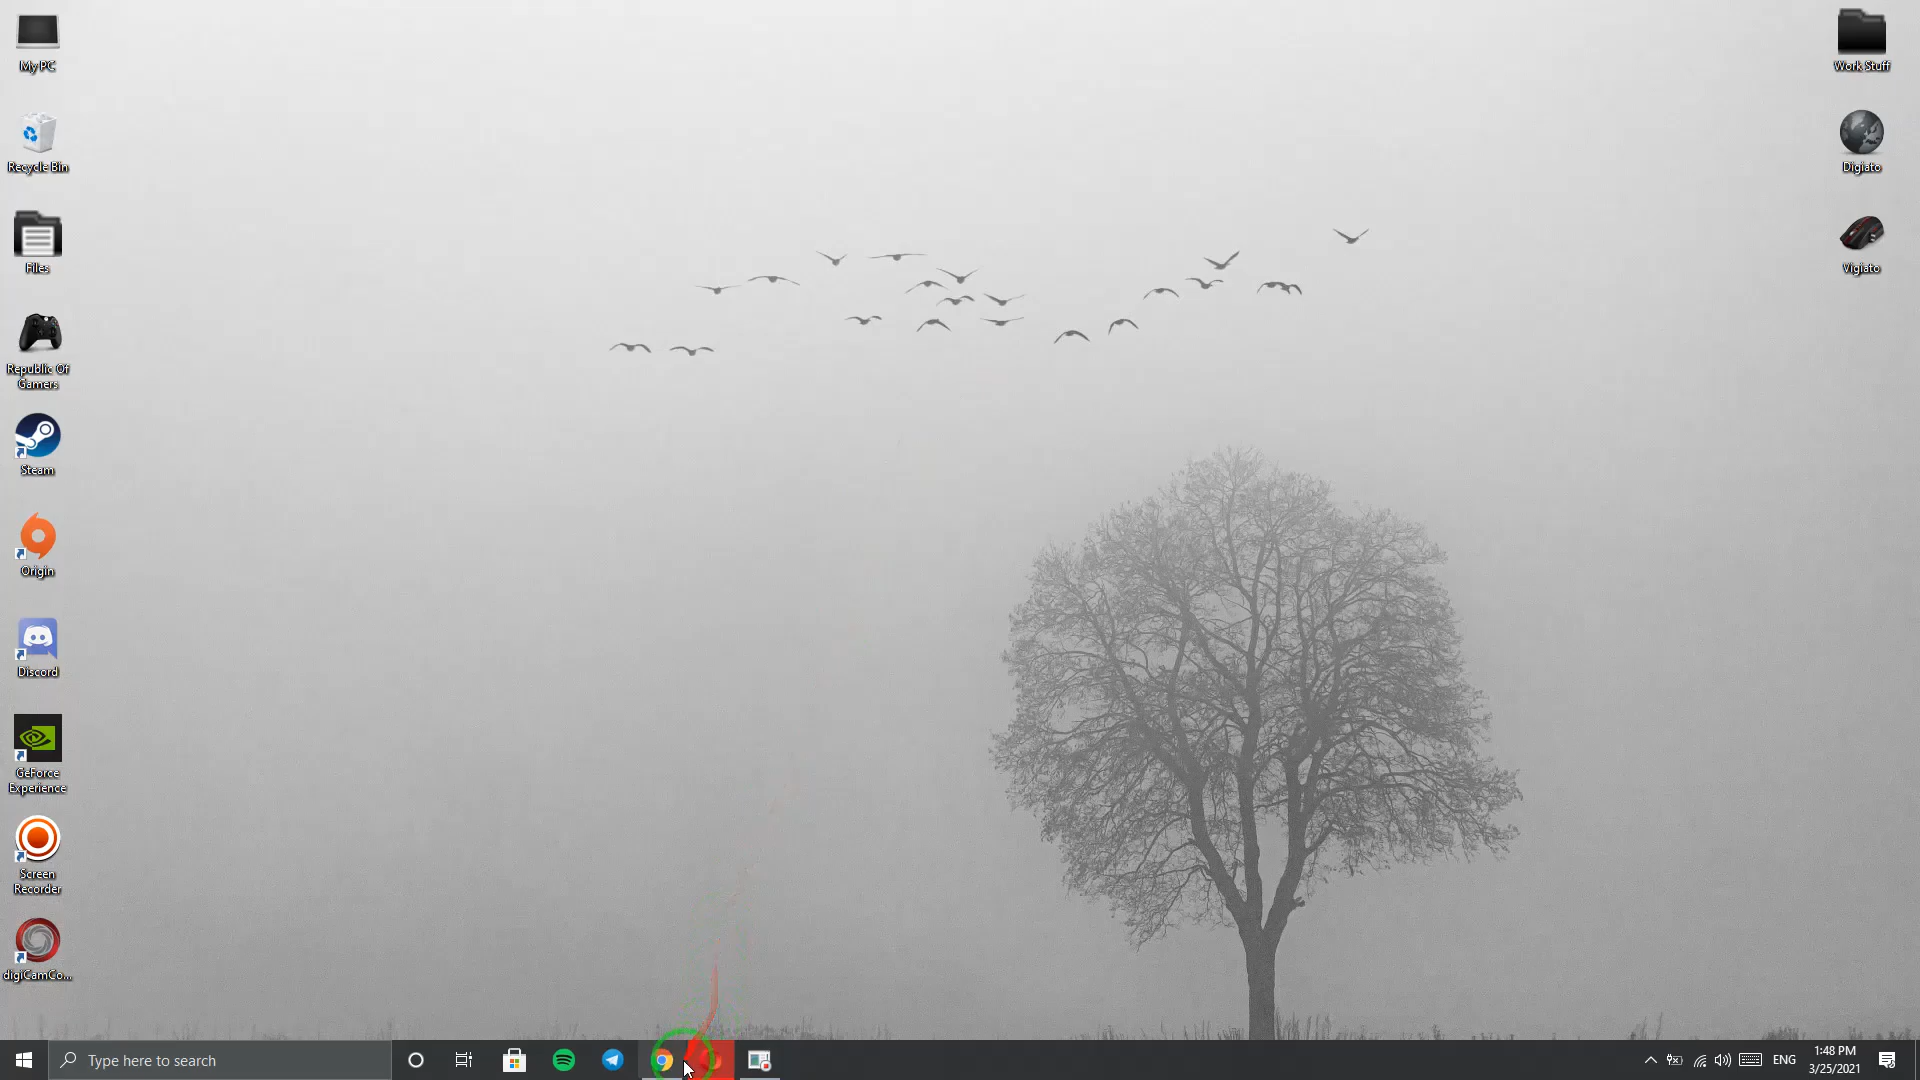 My PC
Work Stuff
Recycle Bin
Digiato
Files
Vigiato
Republic Of
Gamers
Steam
Origin
Discord
GeForce
Experience
Screen
Recorder
digiCamCo...
Type here to search
ENG
1:48 PM
3/25/2021